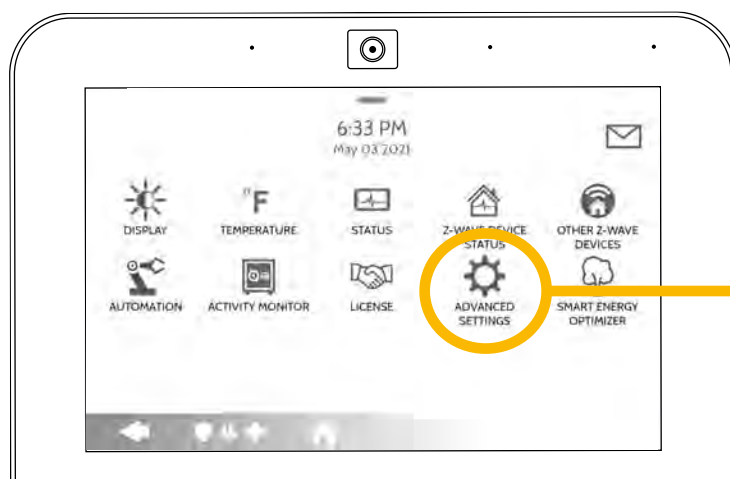 6:33 PM
May 03 2021
DISPLAY
°F
TEMPERATURE
STATUS
Z-WAVE DEVICE
STATUS
OTHER Z-WAVE
DEVICES
AUTOMATION
ACTIVITY MONITOR
LICENSE
ADVANCED
SETTINGS
SMART ENERGY
OPTIMIZER